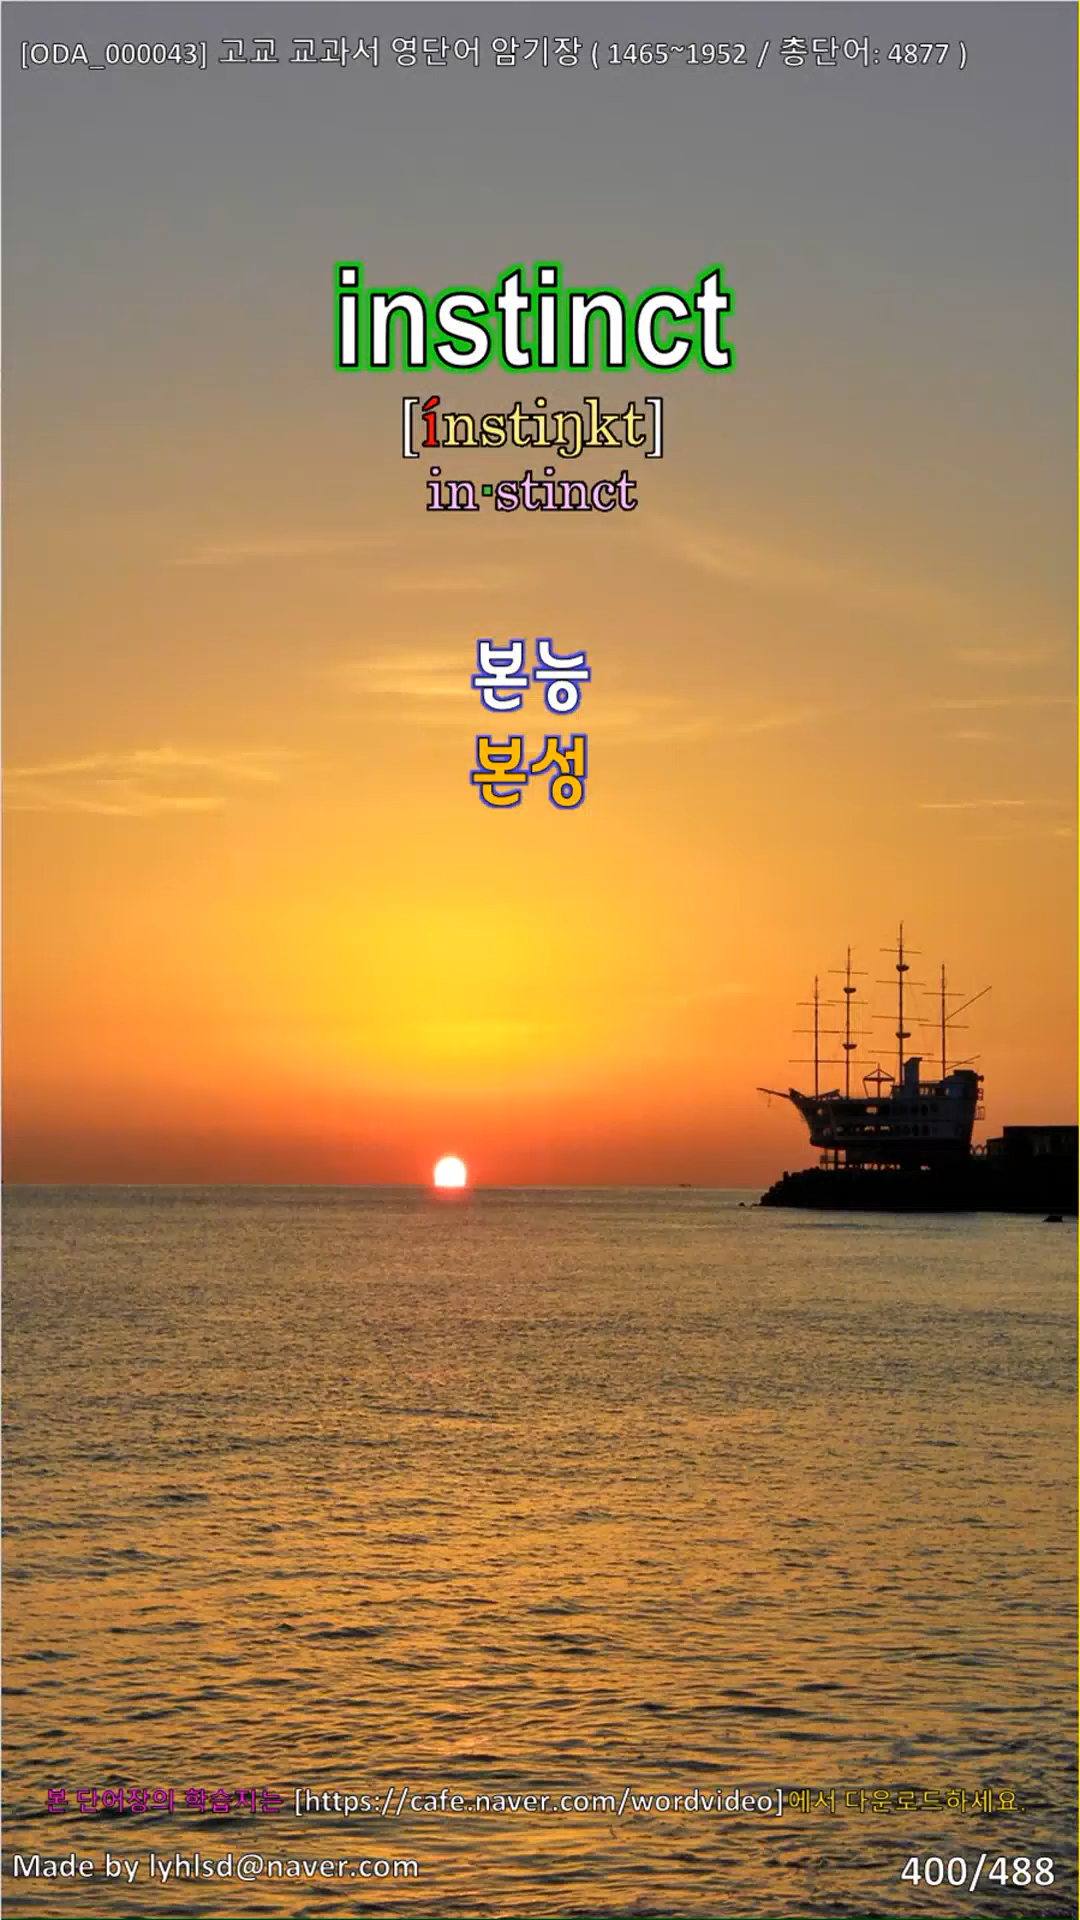 [ODA_000043] 고교 교과서 영단어 암기장 ( 1465~1952 / 총단어: 4877 )
instinct
[ínstiŋkt]
in·stinct
본능
본성
본 단어장의 학습지는 [https://cafe.naver.com/wordvideo]에서 다운로드하세요.
Made by lyhlsd@naver.com
400/488